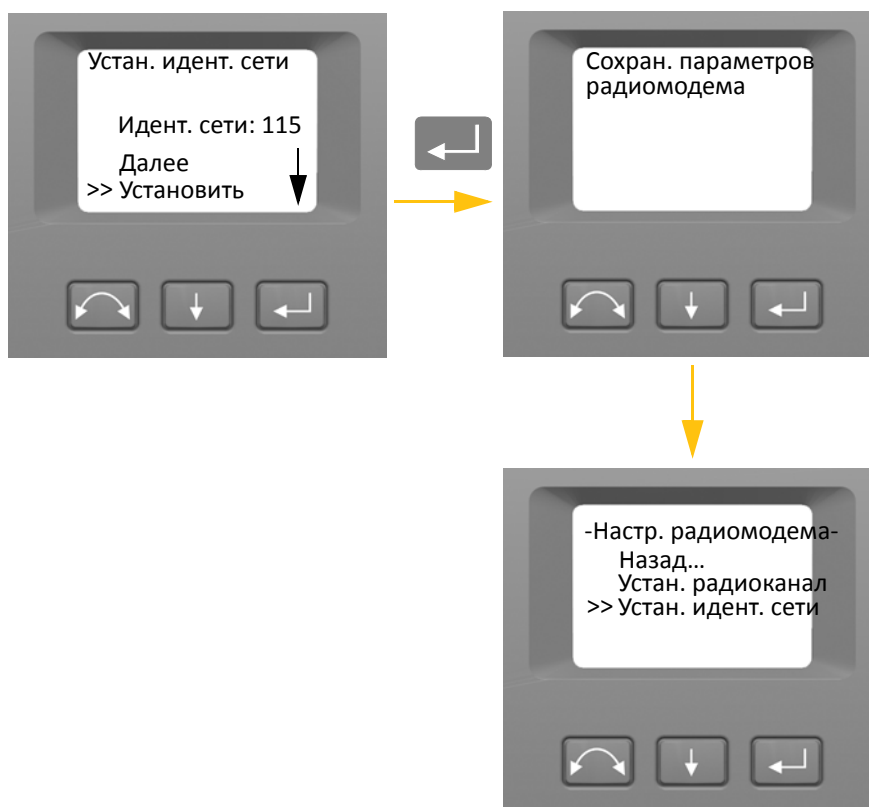 Устан. идент. сети
Идент. сети: 115
Далее
>> Установить
Сохран. параметров
радиомодема
-Настр. радиомодема-
Назад...
Устан. радиоканал
>> Устан. идент. сети